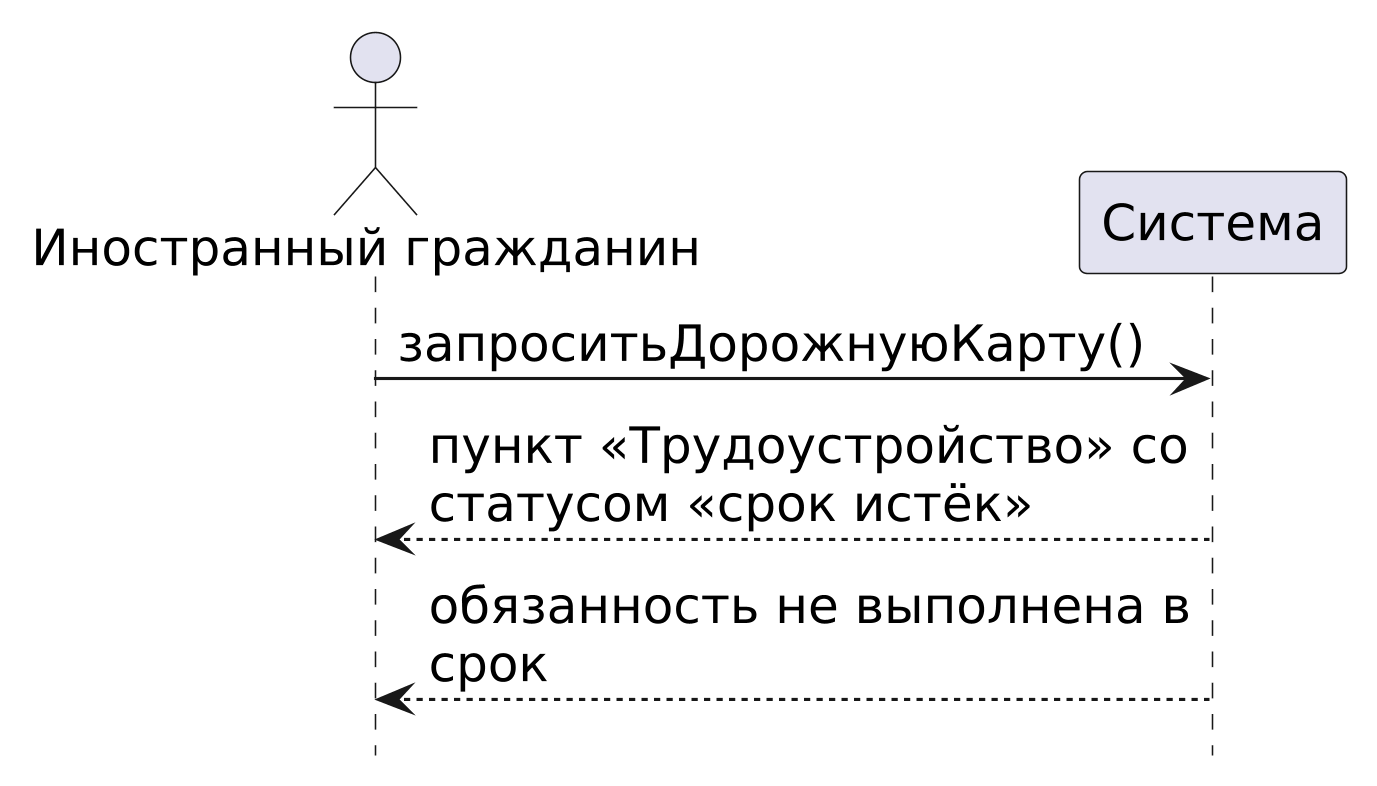 Иностранный гражданин
Система
запроситьДорожнуюКарту()
пункт «Трудоустройство» со
статусом «срок истёк»
обязанность не выполнена в
срок